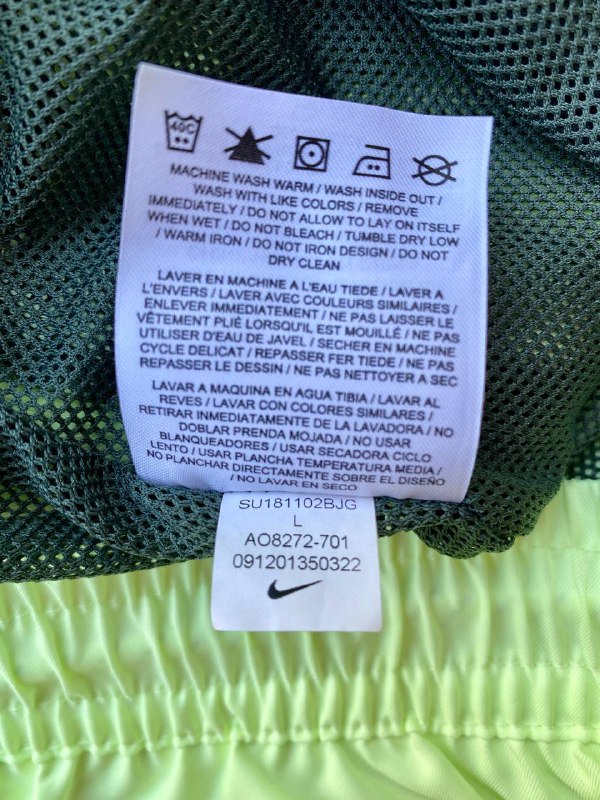 40C
MACHINE WASH WARM / WASH INSIDE OUT /
WASH WITH LIKE COLORS / REMOVE
IMMEDIATELY / DO NOT ALLOW TO LAY ON ITSELF
WHEN WET / DO NOT BLEACH / TUMBLE DRY LOW
/ WARM IRON / DO NOT IRON DESIGN / DO NOT
DRY CLEAN
LAVER EN MACHINE A L'EAU TIEDE / LAVER A
L'ENVERS / LAVER AVEC COULEURS SIMILAIRES /
ENLEVER IMMÉDIATEMENT / NE PAS LAISSER LE
VÊTEMENT PLIÉ LORSQU'IL EST MOUILLÉ / NE PAS
UTILISER D'EAU DE JAVEL / SECHER EN MACHINE
CYCLE DELICAT / REPASSER FER TIEDE / NE PAS
REPASSER LE DESSIN / NE PAS NETTOYER A SEC
LAVAR A MAQUINA EN AGUA TIBIA / LAVAR AL
REVES / LAVAR CON COLORES SIMILARES /
RETIRAR INMEDIATAMENTE DE LA LAVADORA / NO
DOBLAR PRENDA MOJADA / NO USAR
BLANQUEADORES / USAR SECADORA CICLO
LENTO / USAR PLANCHA TEMPERATURA MEDIA /
NO PLANCHAR DIRECTAMENTE SOBRE EL DISEÑO
/ NO LAVAR EN SECO
SU181102BJG
L
AO8272-701
091201350322